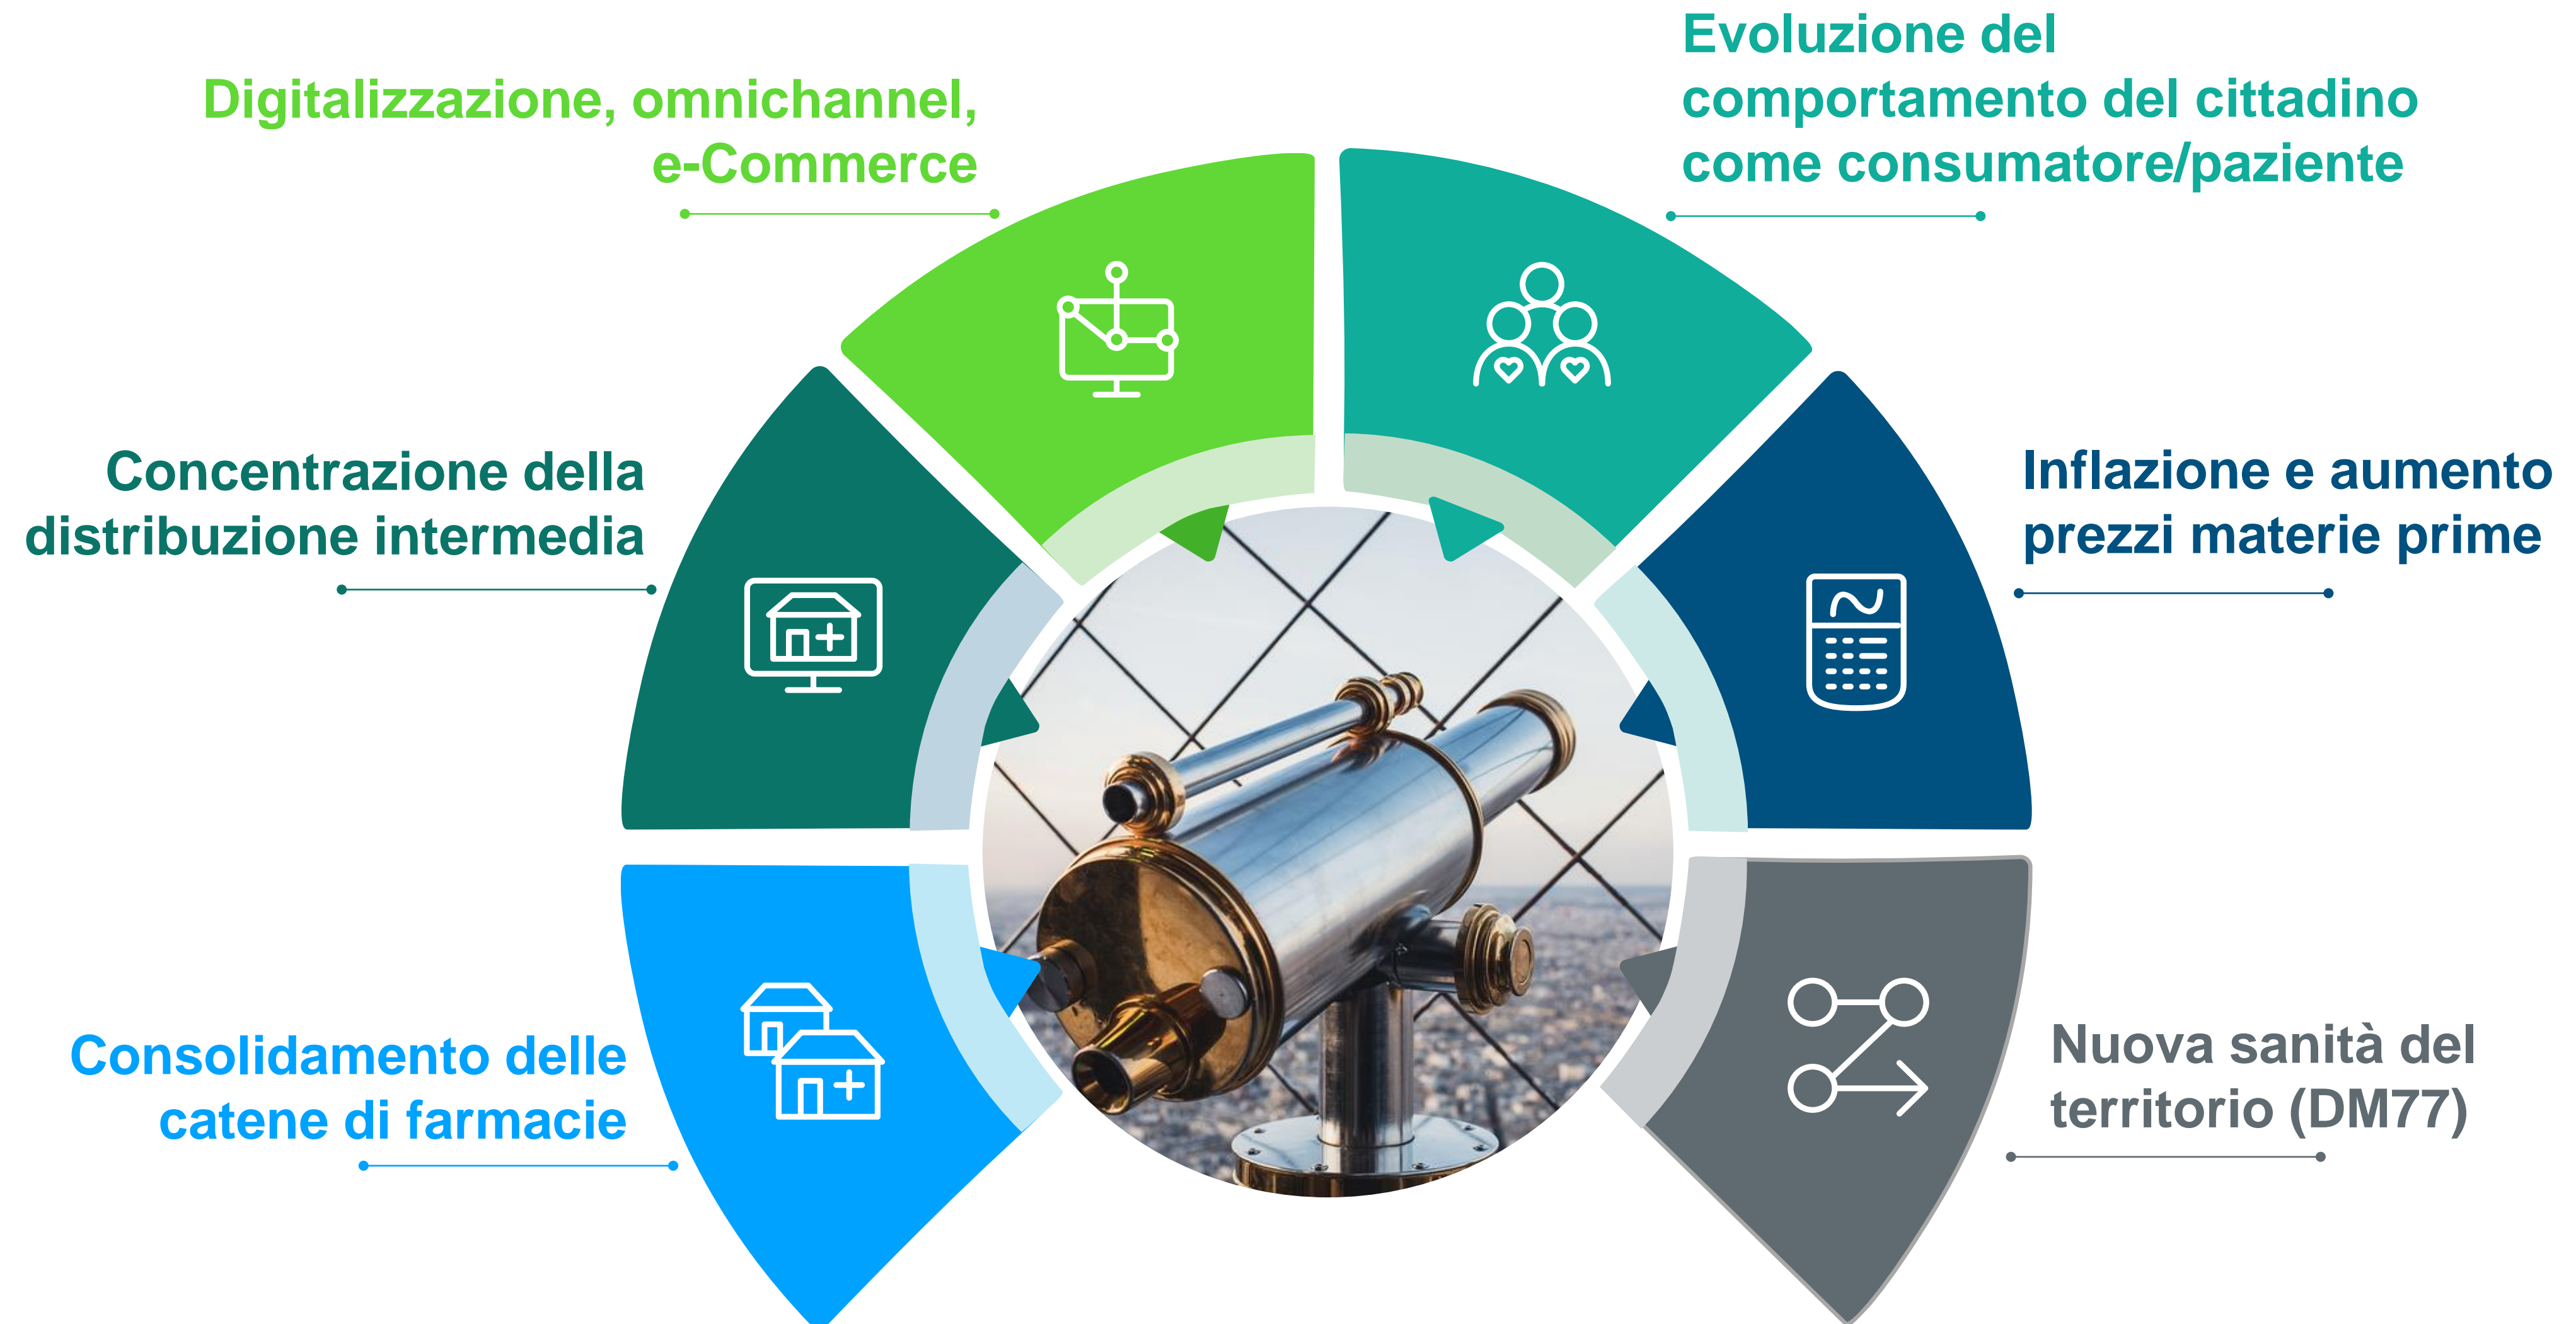 Digitalizzazione, omnichannel,
e-Commerce
Evoluzione del
comportamento del cittadino
come consumatore/paziente
Concentrazione della
distribuzione intermedia
Inflazione e aumento
prezzi materie prime
Consolidamento delle
catene di farmacie
Nuova sanità del
territorio (DM77)